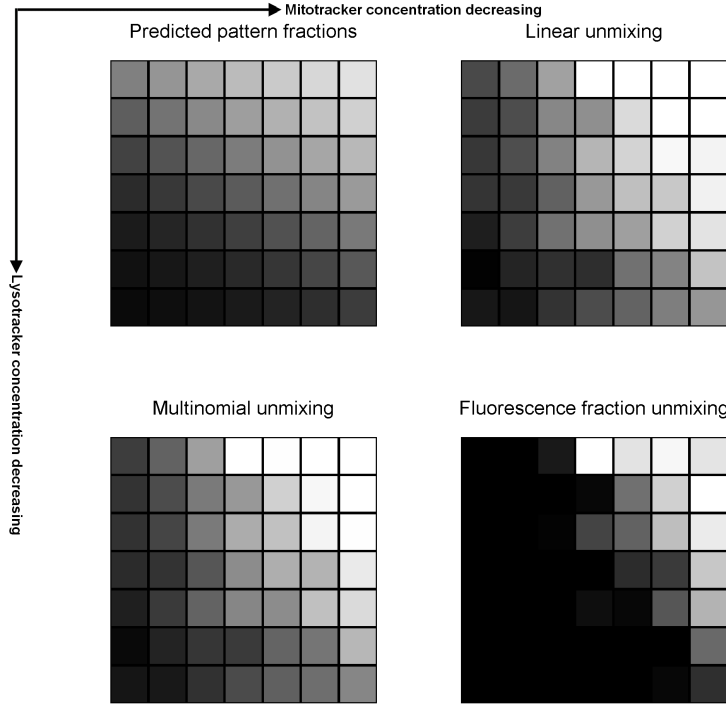 Mitotracker concentration decreasing
Predicted pattern fractions
Linear unmixing
Lysotracker concentration decreasing
Multinomial unmixing
Fluorescence fraction unmixing